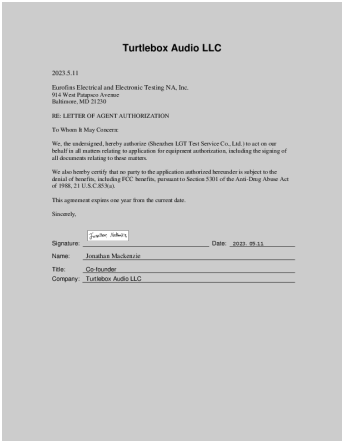 Turtlebox Audio LLC
2023.5.11
Eurofins Electrical and Electronic Testing NA, Inc.
914 West Patapsco Avenue
Baltimore, MD 21230
RE: LETTER OF AGENT AUTHORIZATION
To Whom It May Concern:
We, the undersigned, hereby authorize (Shenzhen LGT Test Service Co., Ltd.) to act on our
behalf in all matters relating to application for equipment authorization, including the signing of
all documents relating to these matters.
We also hereby certify that no party to the application authorized hereunder is subject to the
denial of benefits, including FCC benefits, pursuant to Section 5301 of the Anti-Drug Abuse Act
of 1988, 21 U.S.C.853(a).
This agreement expires one year from the current date.
Sincerely,
Signature: Date: 2023. 05.11
Name: Jonathan Mackenzie
Title: Co-founder
Company: Turtlebox Audio LLC